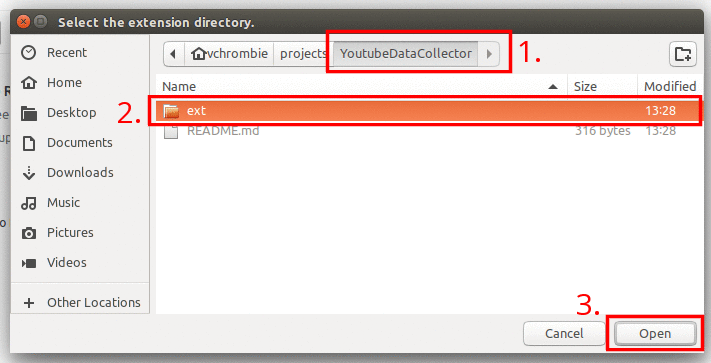 Select the extension directory.
Recent
Home
Desktop
Documents
Downloads
Music
Pictures
Videos
Other Locations
vchrombie projects YoutubeDataCollector 1.
Name Size Modified
2. ext 13:28
README.md 316 bytes 13:28
3.
Cancel Open